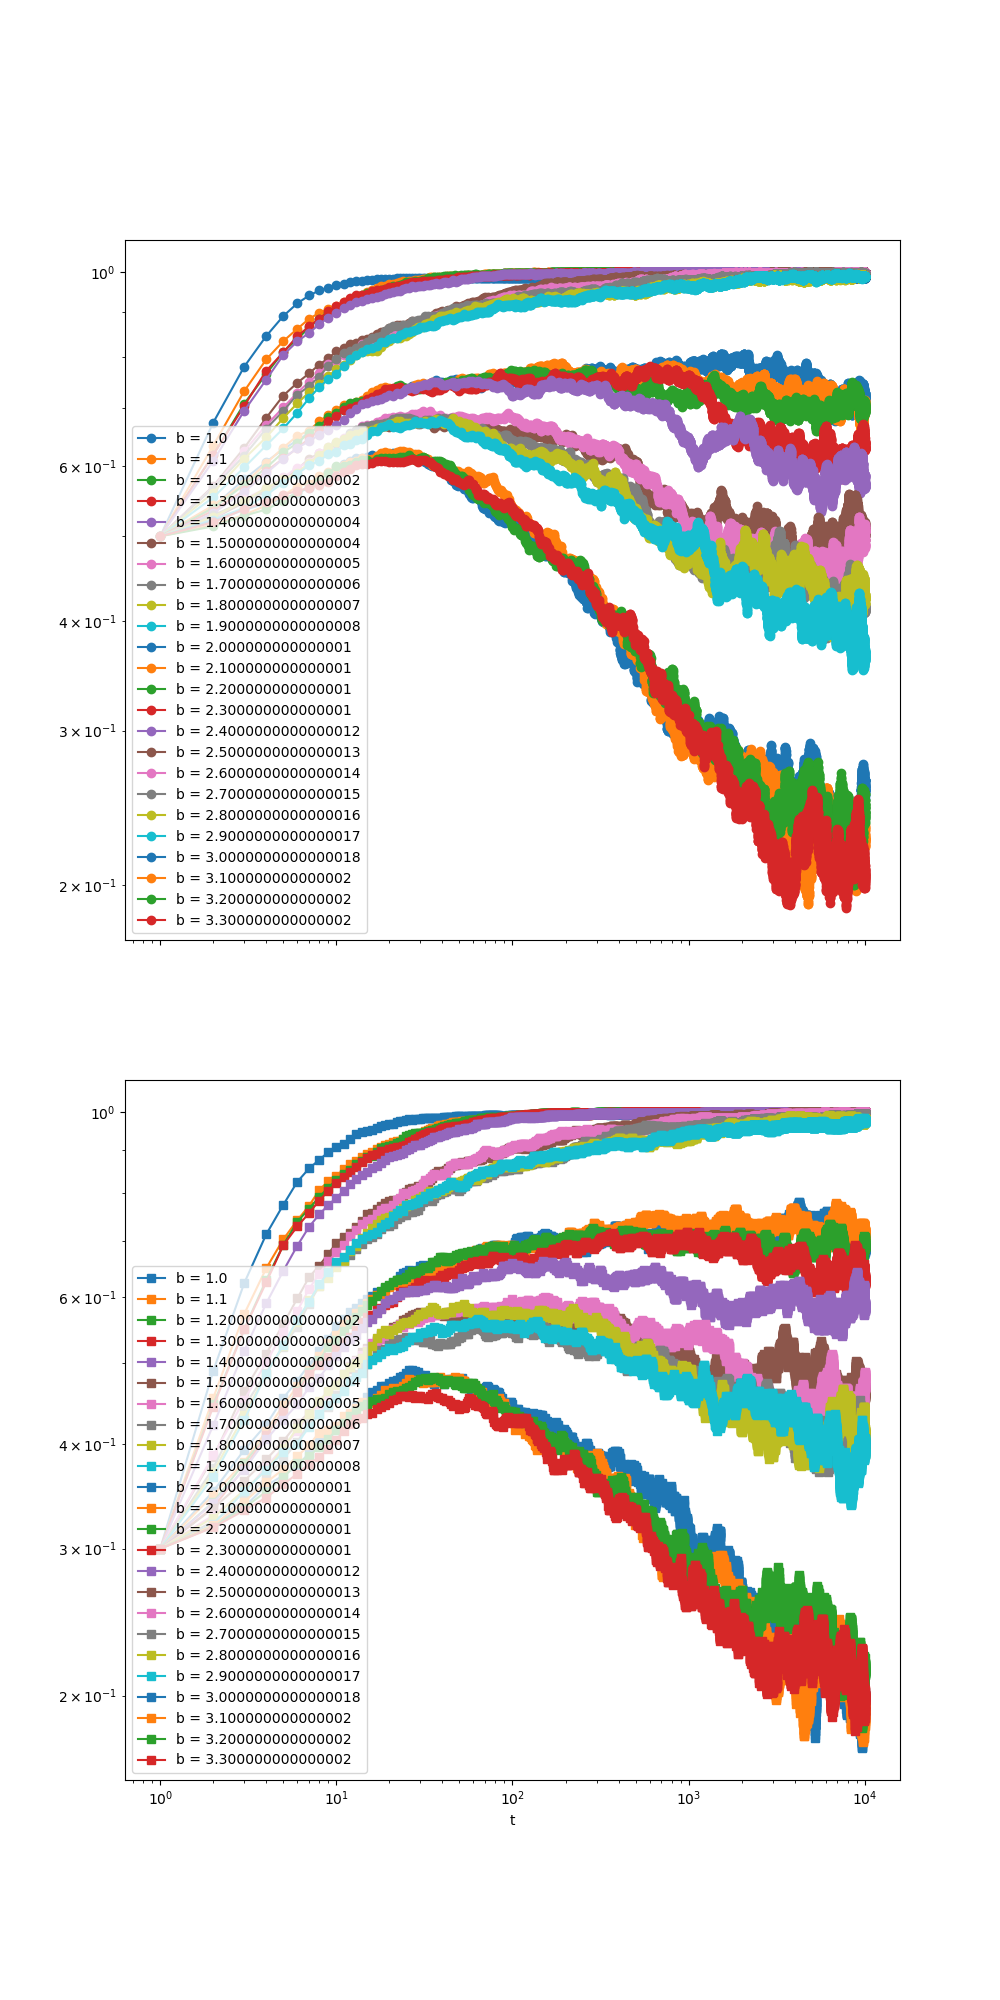 10^0
6 × 10^-1
4 × 10^-1
3 × 10^-1
2 × 10^-1
b = 1.0
b = 1.1
b = 1.2000000000000002
b = 1.3000000000000003
b = 1.4000000000000004
b = 1.5000000000000004
b = 1.6000000000000005
b = 1.7000000000000006
b = 1.8000000000000007
b = 1.9000000000000008
b = 2.000000000000001
b = 2.100000000000001
b = 2.200000000000001
b = 2.300000000000001
b = 2.4000000000000012
b = 2.5000000000000013
b = 2.6000000000000014
b = 2.7000000000000015
b = 2.8000000000000016
b = 2.9000000000000017
b = 3.0000000000000018
b = 3.100000000000002
b = 3.200000000000002
b = 3.300000000000002
10^0
6 × 10^-1
4 × 10^-1
3 × 10^-1
2 × 10^-1
b = 1.0
b = 1.1
b = 1.2000000000000002
b = 1.3000000000000003
b = 1.4000000000000004
b = 1.5000000000000004
b = 1.6000000000000005
b = 1.7000000000000006
b = 1.8000000000000007
b = 1.9000000000000008
b = 2.000000000000001
b = 2.100000000000001
b = 2.200000000000001
b = 2.300000000000001
b = 2.4000000000000012
b = 2.5000000000000013
b = 2.6000000000000014
b = 2.7000000000000015
b = 2.8000000000000016
b = 2.9000000000000017
b = 3.0000000000000018
b = 3.100000000000002
b = 3.200000000000002
b = 3.300000000000002
10^0 10^1 10^2 10^3 10^4
t